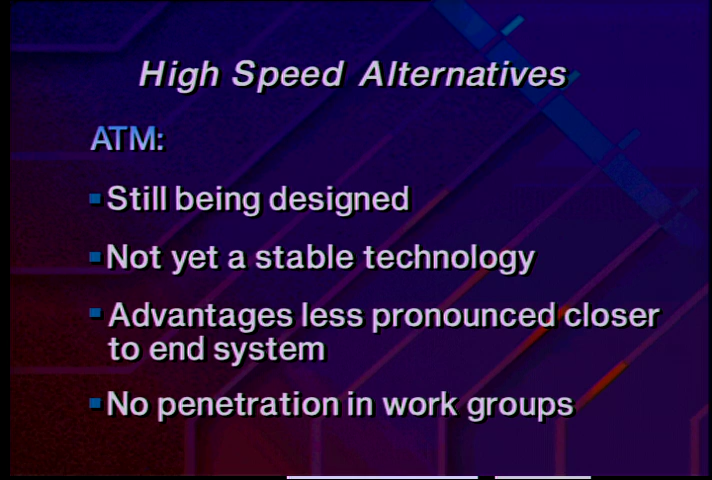 High Speed Alternatives
ATM:
Still being designed
Not yet a stable technology
Advantages less pronounced closer
to end system
No penetration in work groups